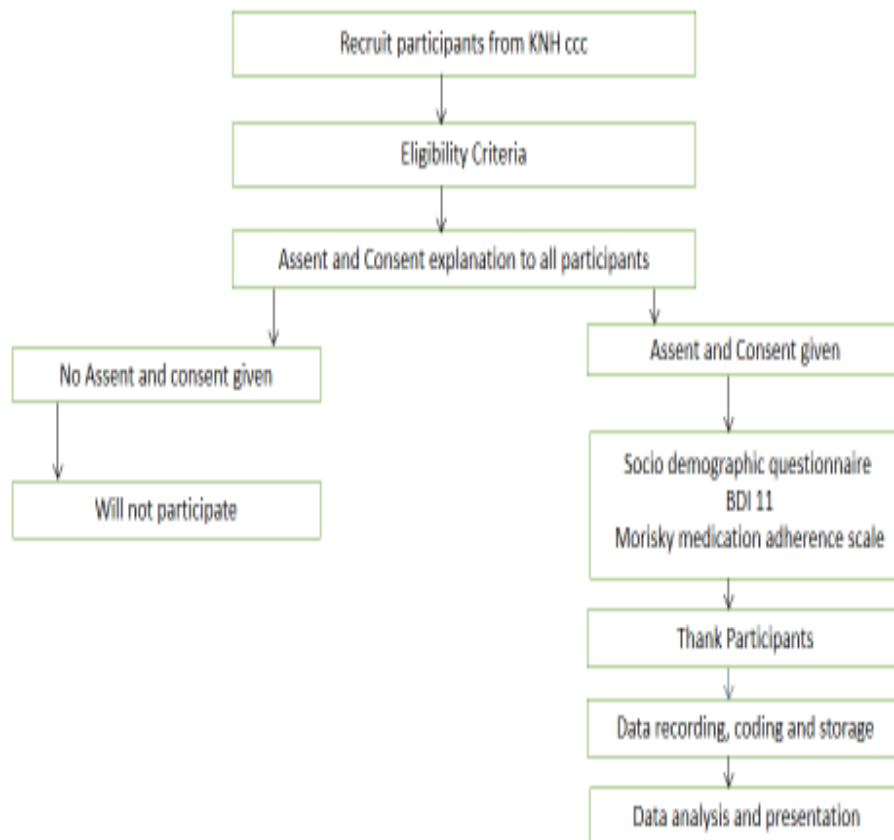 Recruit participants from KNH ccc
Eligibility Criteria
Assent and Consent explanation to all participants
No Assent and consent given
Assent and Consent given
Will not participate
Socio demographic questionnaire
BDI 11
Morisky medication adherence scale
Thank Participants
Data recording, coding and storage
Data analysis and presentation